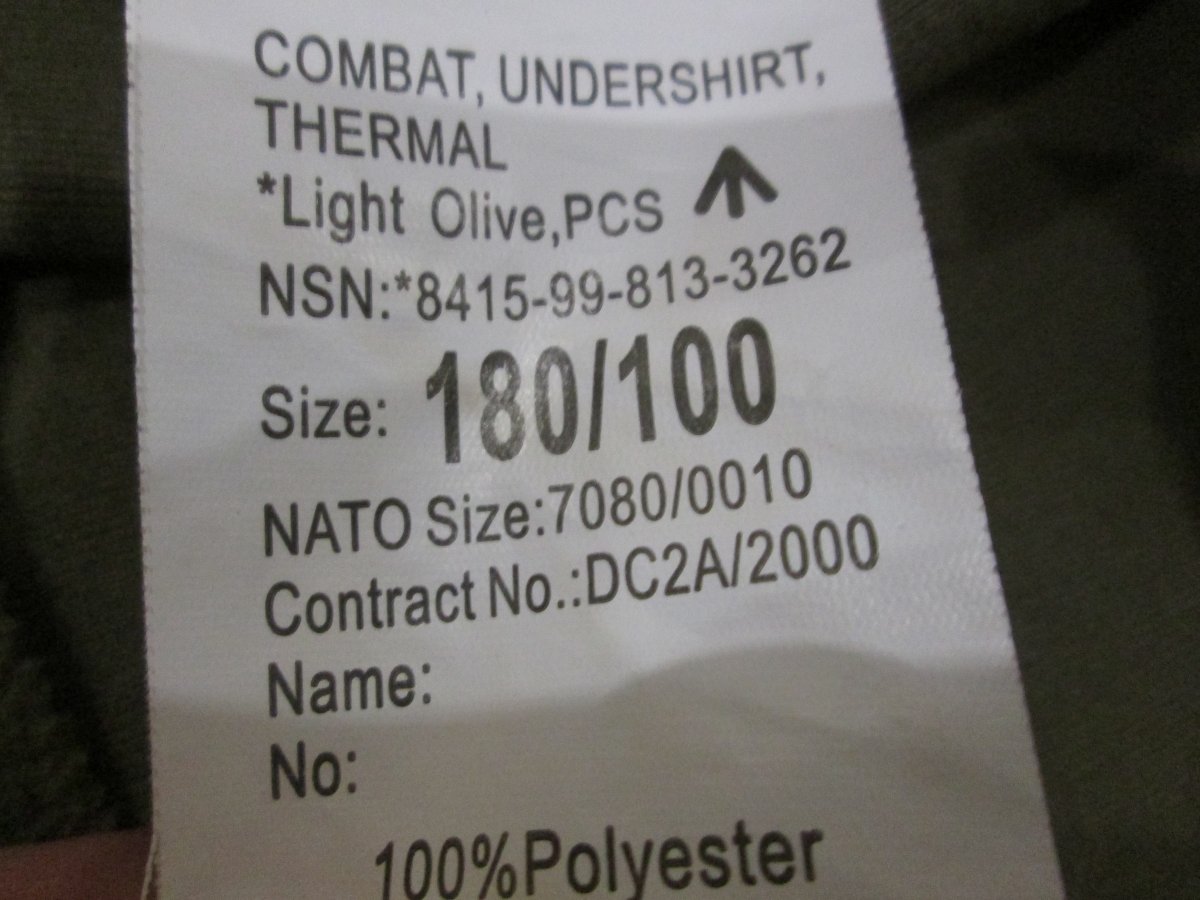 COMBAT, UNDERSHIRT,
THERMAL
*Light Olive,PCS
NSN:*8415-99-813-3262
Size: 180/100
NATO Size:7080/0010
Contract No.:DC2A/2000
Name:
No:
100%Polyester